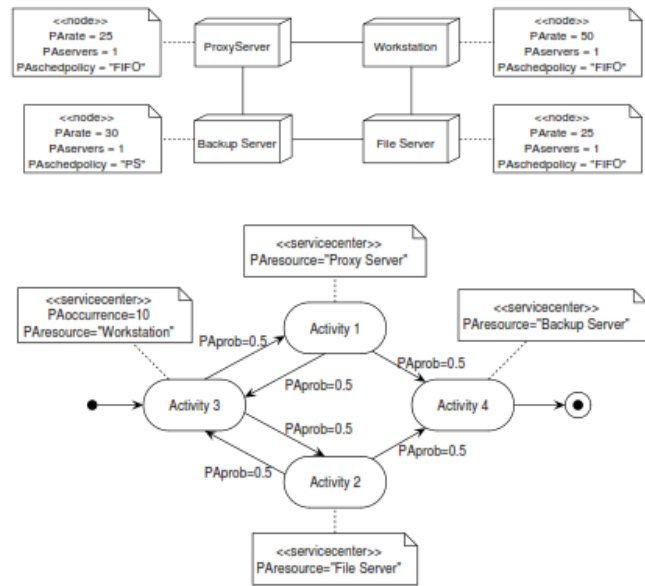 <<node>>
PArate = 25
PAservers = 1
PAschedpolicy = "FIFO"
ProxyServer
Workstation
<<node>>
PArate = 50
PAservers = 1
PAschedpolicy = "FIFO"
<<node>>
PArate = 30
PAservers = 1
PAschedpolicy = "PS"
Backup Server
File Server
<<node>>
PArate = 25
PAservers = 1
PAschedpolicy = "FIFO"
<<servicecenter>>
PAresource="Proxy Server"
<<servicecenter>>
PAoccurrence=10
PAresource="Workstation"
<<servicecenter>>
PAresource="Backup Server"
Activity 1
PAprob=0.5
PAprob=0.5
PAprob=0.5
Activity 3
Activity 4
PAprob=0.5
PAprob=0.5
PAprob=0.5
Activity 2
<<servicecenter>>
PAresource="File Server"